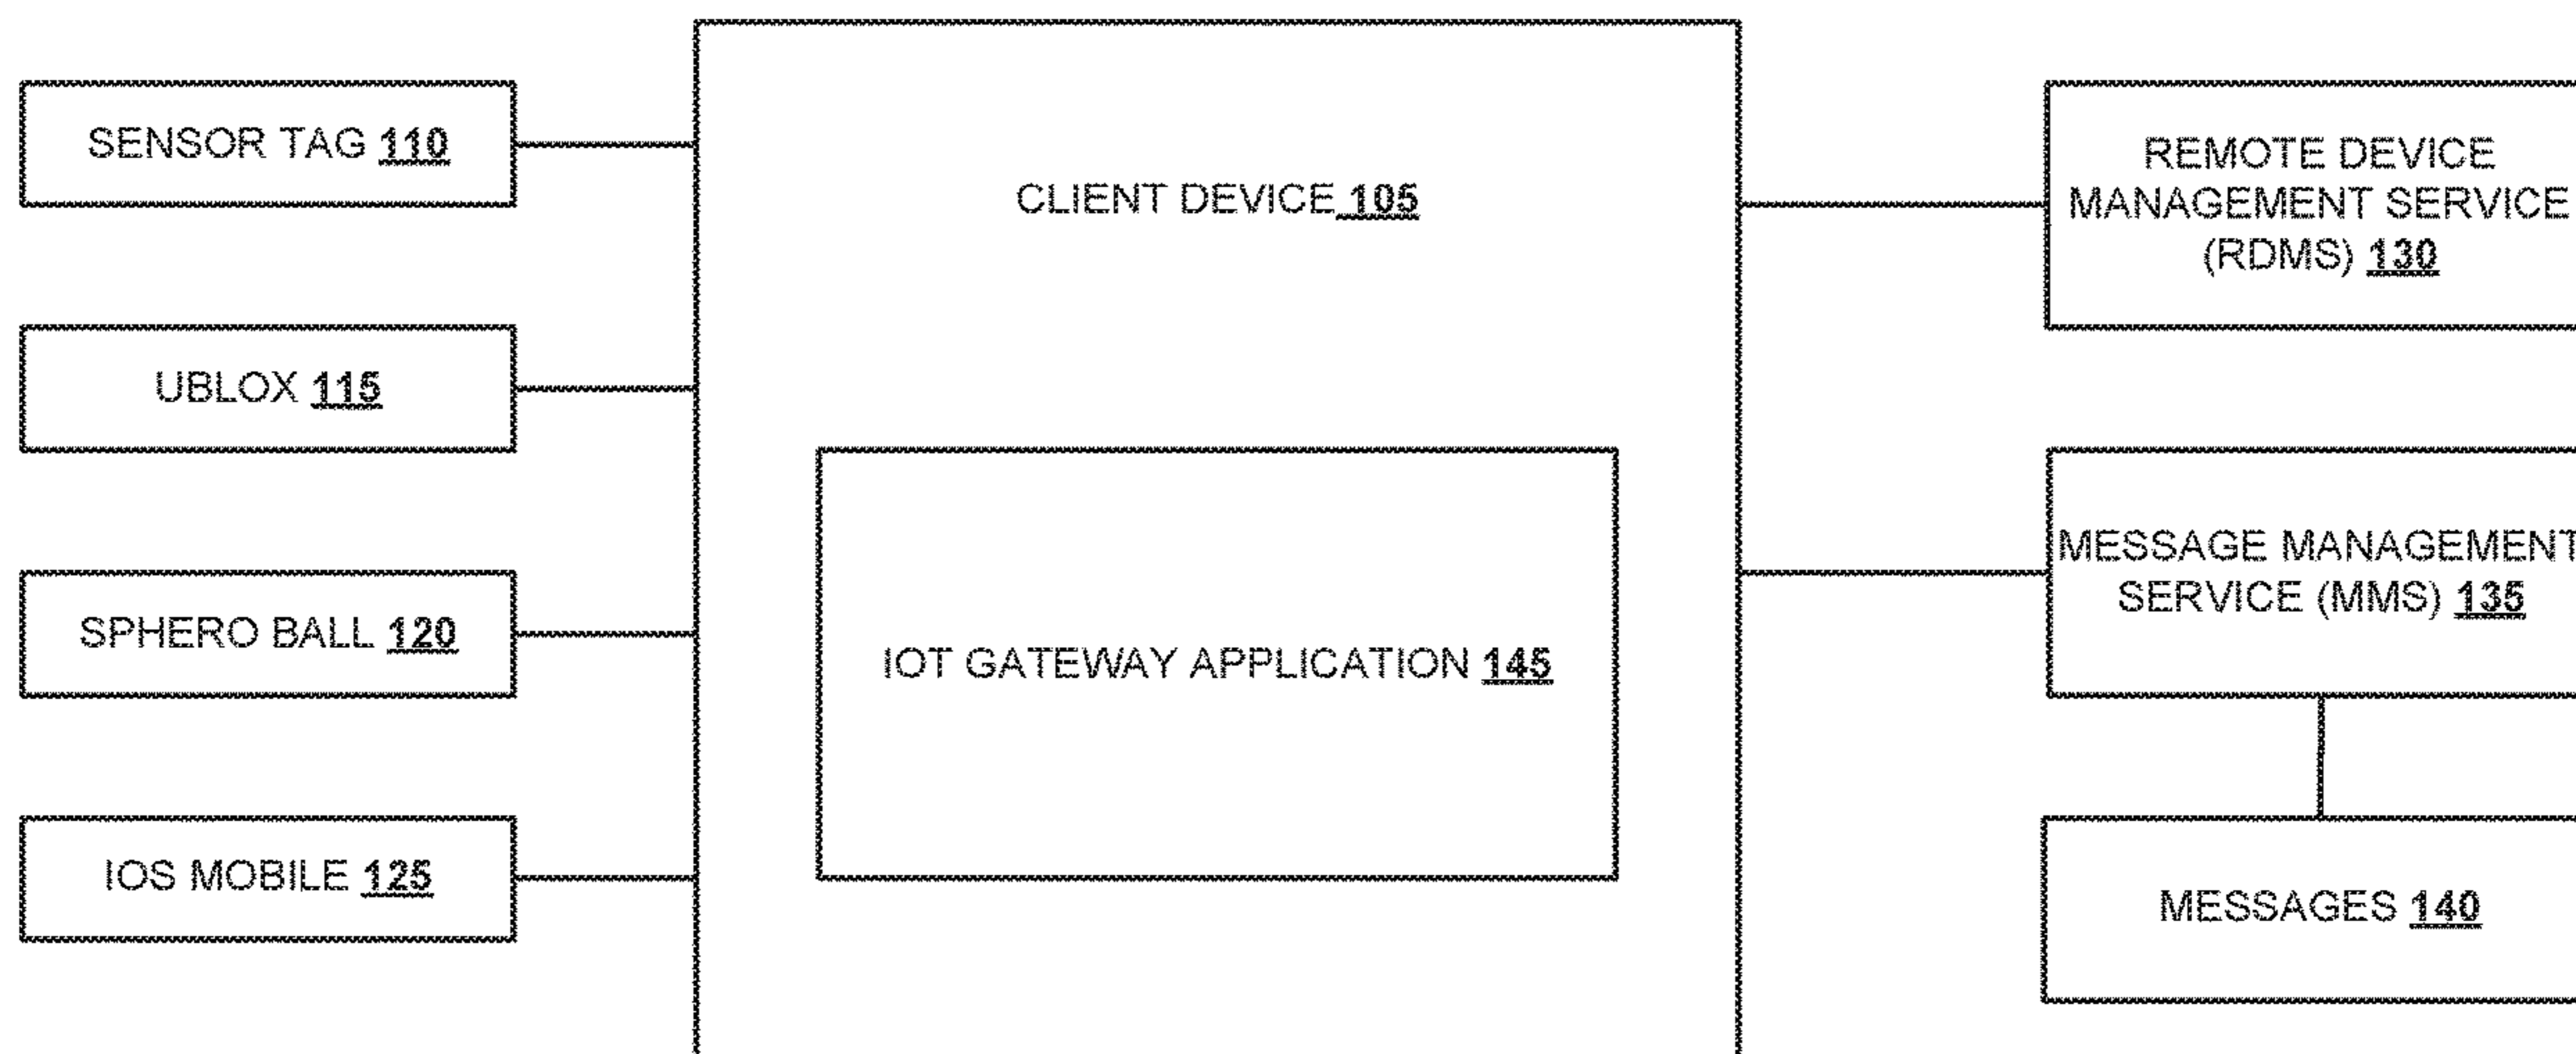 SENSOR TAG 110
UBLOX 115
SPHERO BALL 120
IOS MOBILE 125
CLIENT DEVICE 105
IOT GATEWAY APPLICATION 145
REMOTE DEVICE
MANAGEMENT SERVICE
(RDMS) 130
MESSAGE MANAGEMENT
SERVICE (MMS) 135
MESSAGES 140